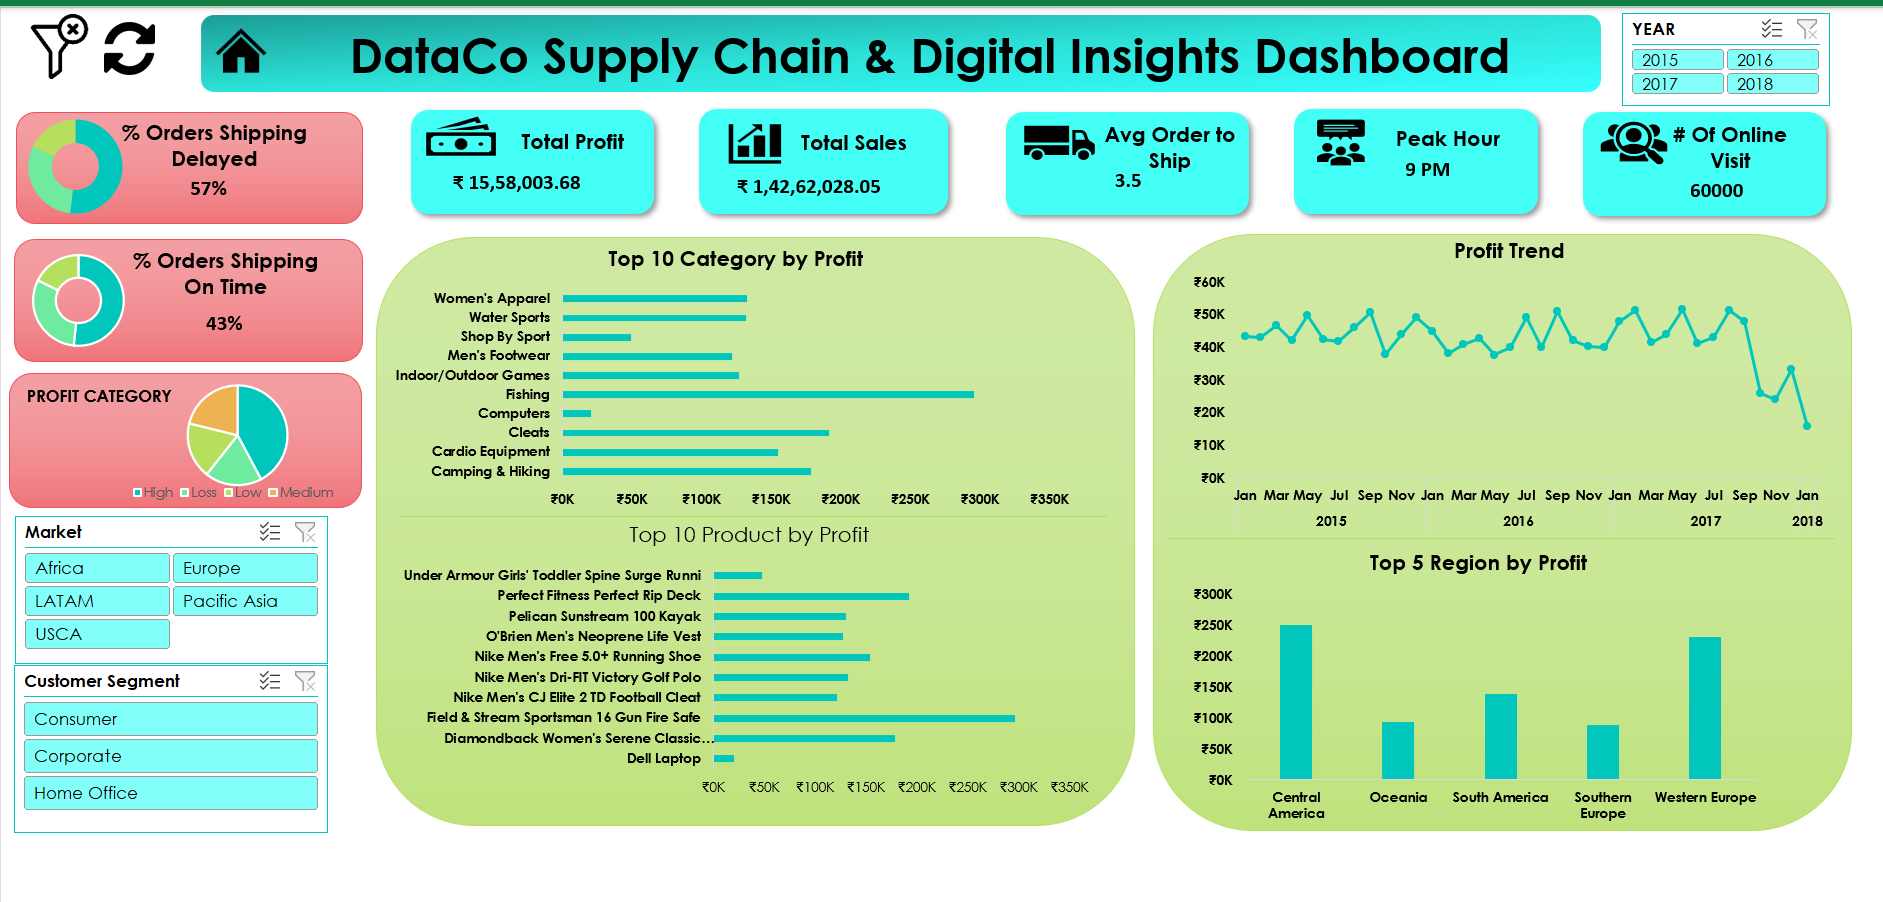 DataCo Supply Chain & Digital Insights Dashboard
YEAR
2015 2016
2017 2018
% Orders Shipping
Delayed
57%
Total Profit
₹ 15,58,003.68
Total Sales
₹ 1,42,62,028.05
Avg Order to
Ship
3.5
Peak Hour
9 PM
# Of Online
Visit
60000
% Orders Shipping
On Time
43%
PROFIT CATEGORY
High Loss Low Medium
Market
Africa Europe
LATAM Pacific Asia
USCA
Customer Segment
Consumer
Corporate
Home Office
Top 10 Category by Profit
Women's Apparel
Water Sports
Shop By Sport
Men's Footwear
Indoor/Outdoor Games
Fishing
Computers
Cleats
Cardio Equipment
Camping & Hiking
₹0K ₹50K ₹100K ₹150K ₹200K ₹250K ₹300K ₹350K
Top 10 Product by Profit
Under Armour Girls' Toddler Spine Surge Runni
Perfect Fitness Perfect Rip Deck
Pelican Sunstream 100 Kayak
O'Brien Men's Neoprene Life Vest
Nike Men's Free 5.0+ Running Shoe
Nike Men's Dri-FIT Victory Golf Polo
Nike Men's CJ Elite 2 TD Football Cleat
Field & Stream Sportsman 16 Gun Fire Safe
Diamondback Women's Serene Classic...
Dell Laptop
₹0K ₹50K ₹100K ₹150K ₹200K ₹250K ₹300K ₹350K
Profit Trend
₹60K
₹50K
₹40K
₹30K
₹20K
₹10K
₹0K
Jan Mar May Jul Sep Nov Jan Mar May Jul Sep Nov Jan Mar May Jul Sep Nov Jan
2015 2016 2017 2018
Top 5 Region by Profit
₹300K
₹250K
₹200K
₹150K
₹100K
₹50K
₹0K
Central Oceania South America Southern Western Europe
America Europe